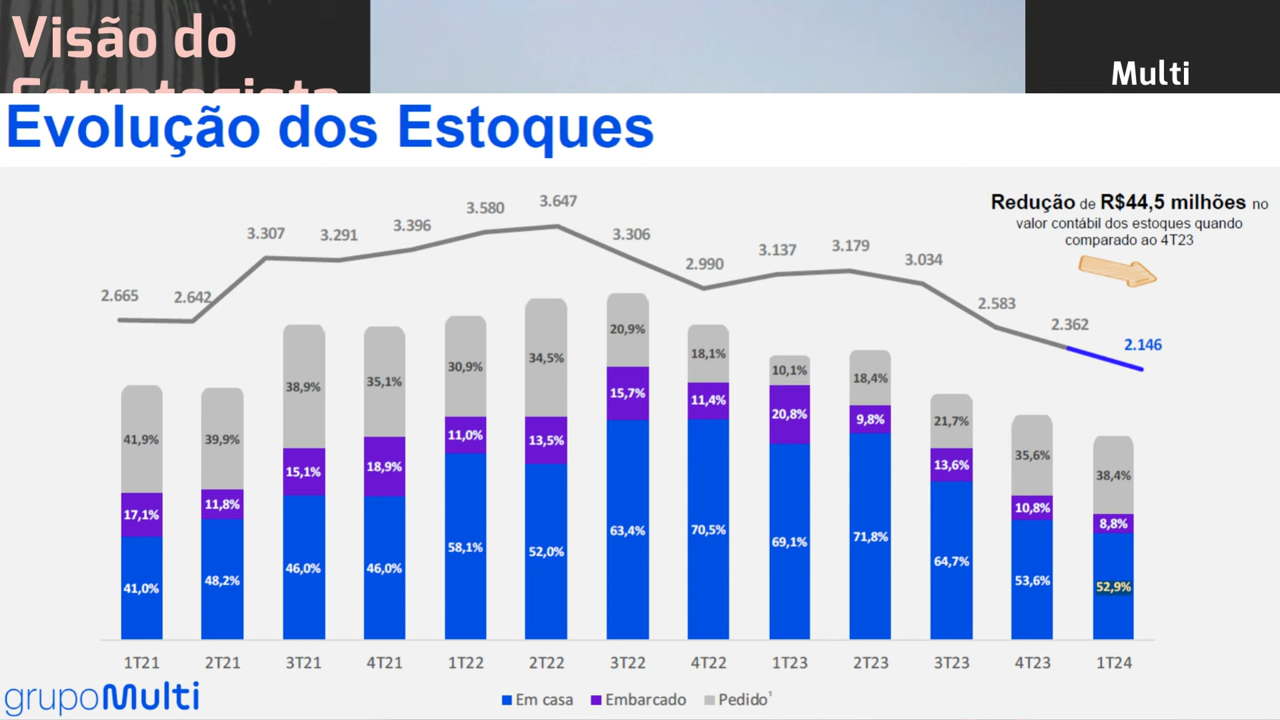 Visão do
Estrategista
Multi
Evolução dos Estoques
Redução de R$44,5 milhões no
valor contábil dos estoques quando
comparado ao 4T23
2.665
2.642
3.307
3.291
3.396
3.580
3.647
3.306
2.990
3.137
3.179
3.034
2.583
2.362
2.146
41,9%
39,9%
38,9%
35,1%
30,9%
34,5%
20,9%
18,1%
10,1%
18,4%
21,7%
35,6%
38,4%
17,1%
11,8%
15,1%
18,9%
11,0%
13,5%
15,7%
11,4%
20,8%
9,8%
13,6%
10,8%
8,8%
41,0%
48,2%
46,0%
46,0%
58,1%
52,0%
63,4%
70,5%
69,1%
71,8%
64,7%
53,6%
52,9%
1T21
2T21
3T21
4T21
1T22
2T22
3T22
4T22
1T23
2T23
3T23
4T23
1T24
Em casa
Embarcado
Pedido¹
grupoMulti